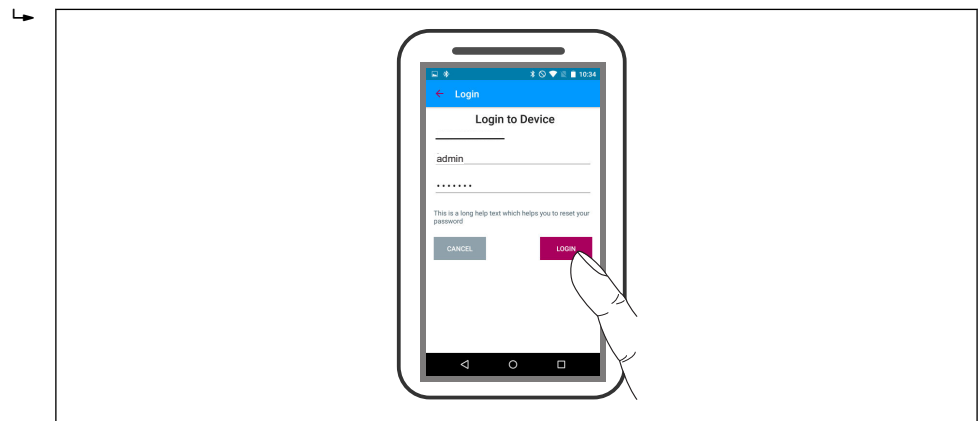 10:34
Login
Login to Device
admin
•••••••
This is a long help text which helps you to reset your
password
CANCEL LOGIN